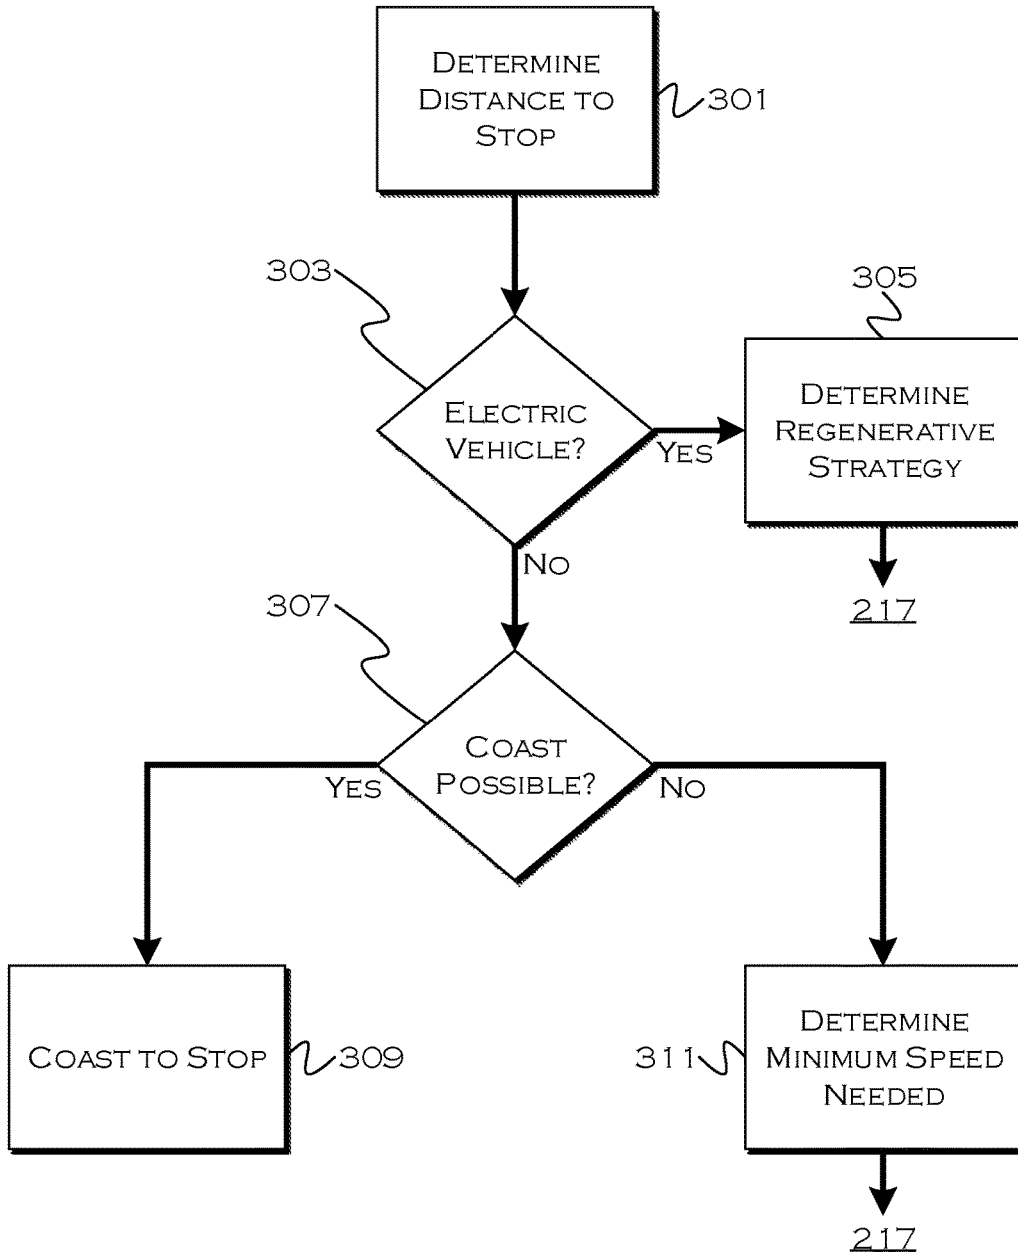 DETERMINE
DISTANCE TO
STOP
301
303
305
ELECTRIC
VEHICLE?
YES
DETERMINE
REGENERATIVE
STRATEGY
NO
217
307
COAST
POSSIBLE?
YES
NO
COAST TO STOP
309
311
DETERMINE
MINIMUM SPEED
NEEDED
217